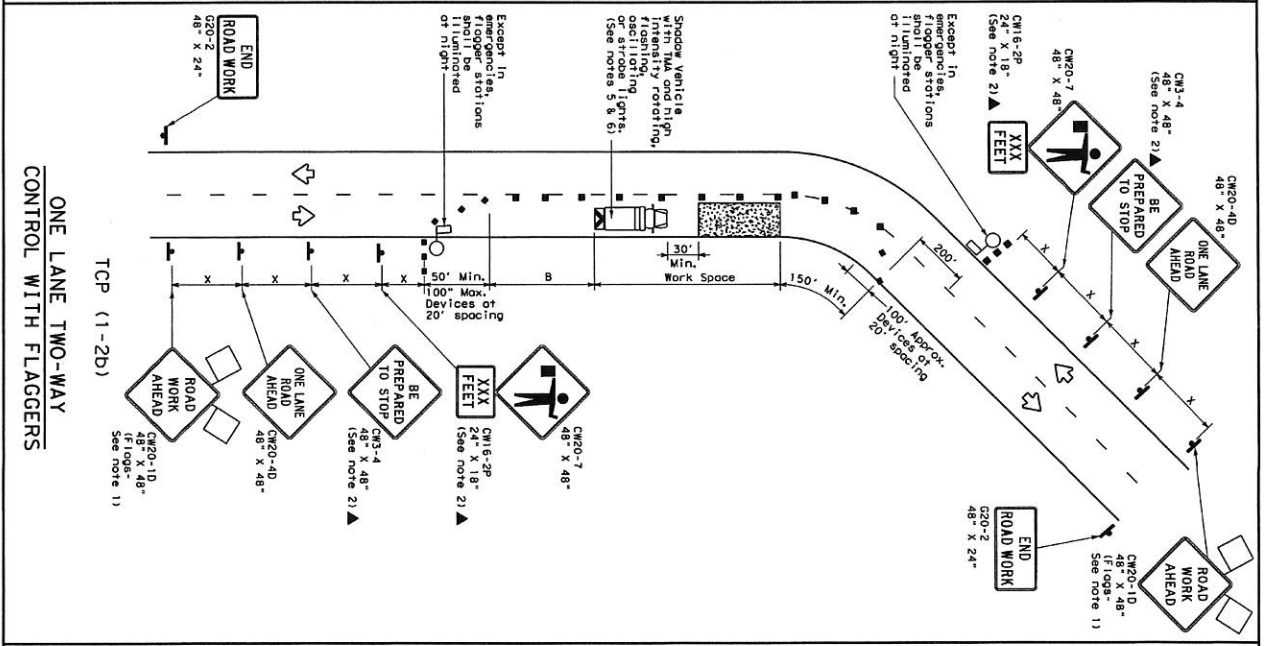 CW20-4D
48" X 48"
ONE LANE
ROAD
AHEAD
CW3-4
48" X 48"
(See note 2)▲
BE
PREPARED
TO STOP
CW20-7
48" X 48"
CW16-2P
24" X 18"
(See note 2)▲
XXX
FEET
Except in
emergencies,
flagger stations
shall be
illuminated
at night
X
X
X
X
200'
ROAD
WORK
AHEAD
CW20-1D
48" X 48"
(Flags-
See note 1)
END
ROAD WORK
G20-2
48" X 24"
100' Approx.
Devices at
20' spacing
150' Min.
Shadow Vehicle
with TMA and high
intensity rotating,
flashing,
oscillating
or strobe lights.
(See notes 5 & 6)
30'
Min.
Work Space
B
Except in
emergencies,
flagger stations
shall be
illuminated
at night
50' Min.
100" Max.
Devices at
20' spacing
X
X
X
X
END
ROAD WORK
G20-2
48" X 24"
CW20-7
48" X 48"
XXX
FEET
CW16-2P
24" X 18"
(See note 2)▲
BE
PREPARED
TO STOP
CW3-4
48" X 48"
(See note 2)▲
ONE LANE
ROAD
AHEAD
CW20-4D
48" X 48"
ROAD
WORK
AHEAD
CW20-1D
48" X 48"
(Flags-
See note 1)
TCP (1-2b)
ONE LANE TWO-WAY
CONTROL WITH FLAGGERS